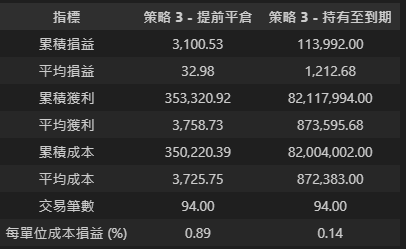 指標 策略 3 - 提前平倉 策略 3 - 持有至到期
累積損益 3,100.53 113,992.00
平均損益 32.98 1,212.68
累積獲利 353,320.92 82,117,994.00
平均獲利 3,758.73 873,595.68
累積成本 350,220.39 82,004,002.00
平均成本 3,725.75 872,383.00
交易筆數 94.00 94.00
每單位成本損益 (%) 0.89 0.14